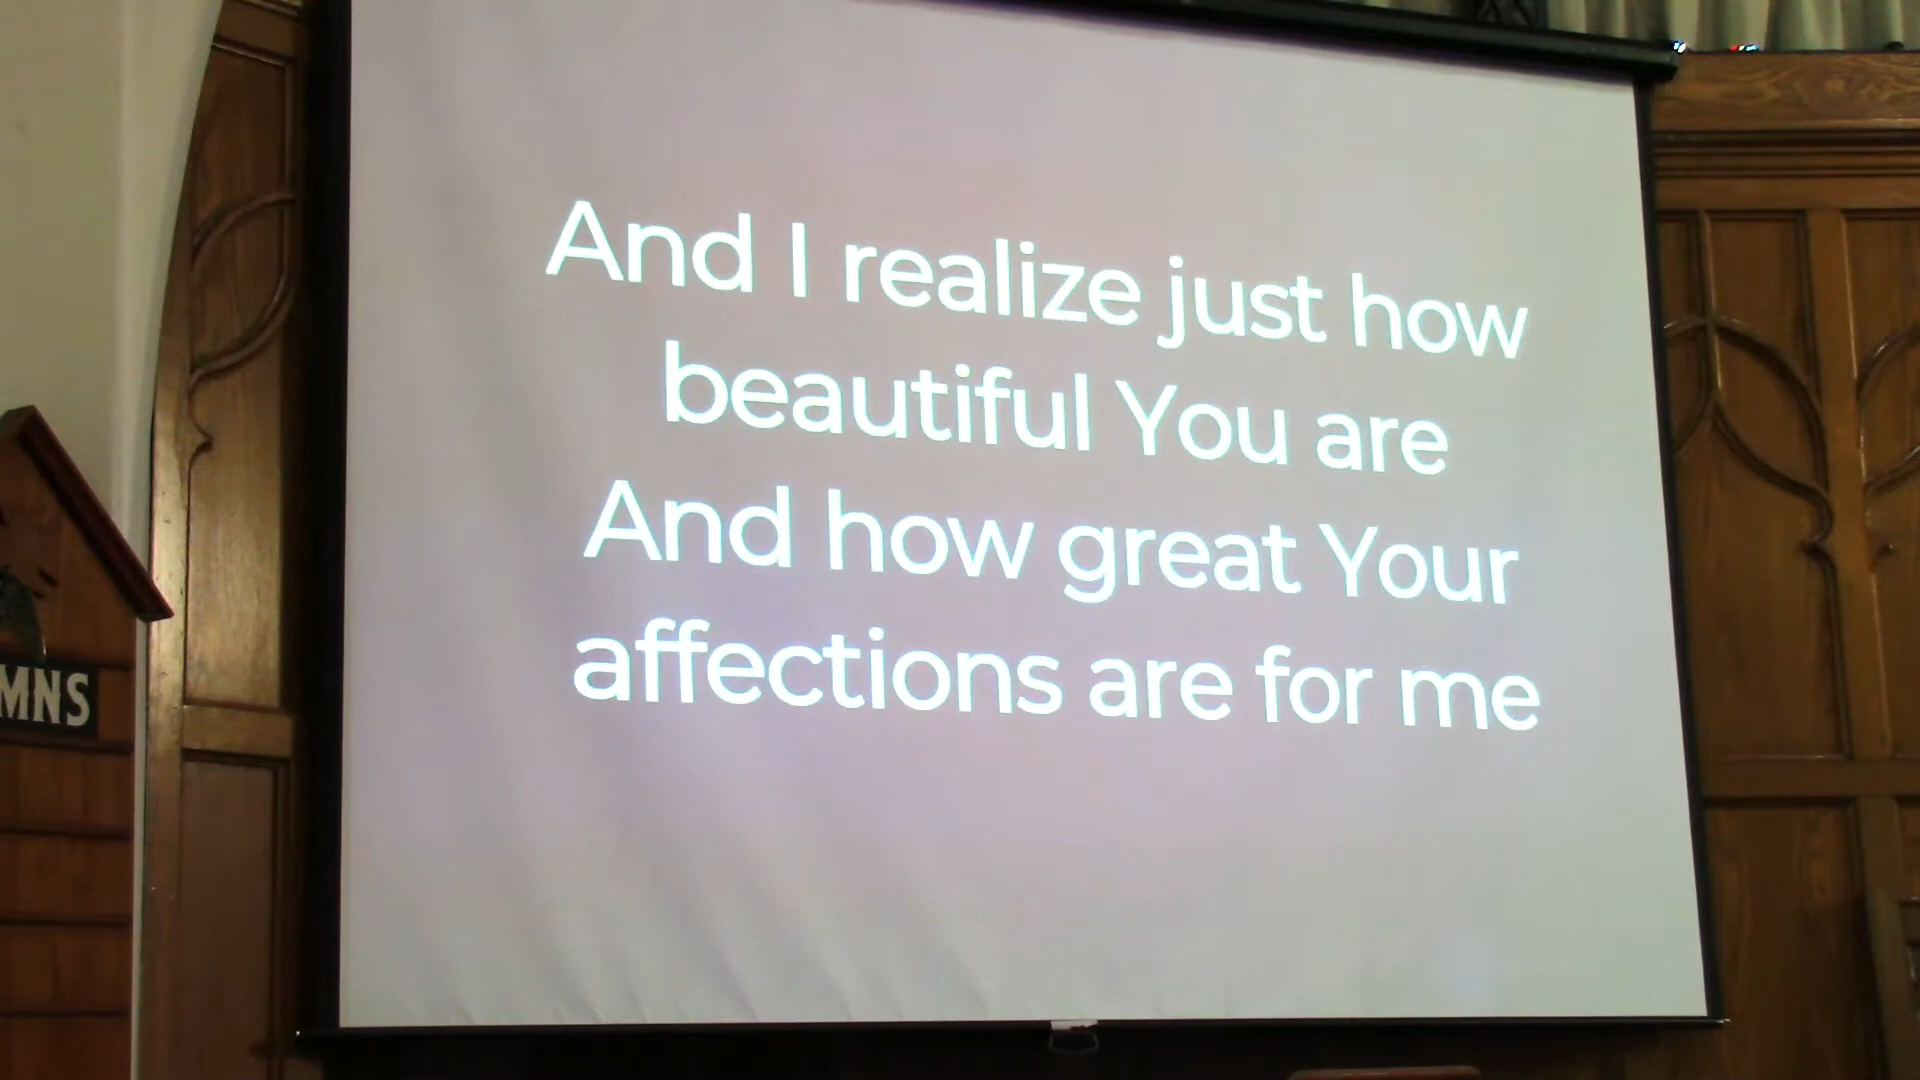 And I realize just how
beautiful You are
And how great Your
affections are for me
MNS